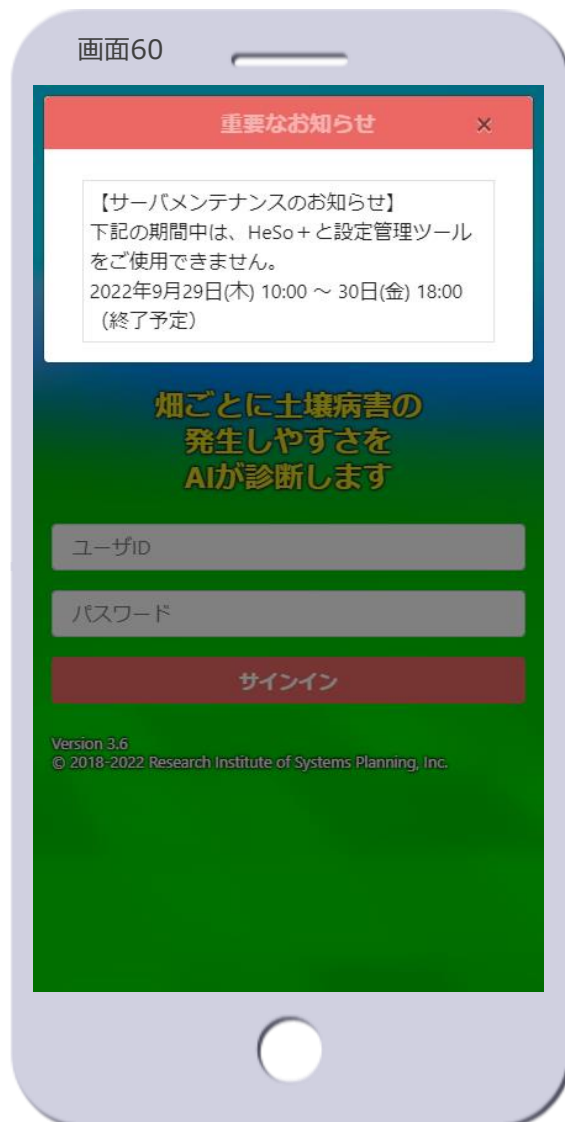 画面60
重要なお知らせ ×
【サーバメンテナンスのお知らせ】
下記の期間中は、HeSo+と設定管理ツール
をご使用できません。
2022年9月29日(木) 10:00 ～ 30日(金) 18:00
（終了予定）
畑ごとに土壌病害の
発生しやすさを
AIが診断します
ユーザID
パスワード
サインイン
Version 3.6
© 2018-2022 Research Institute of Systems Planning, Inc.